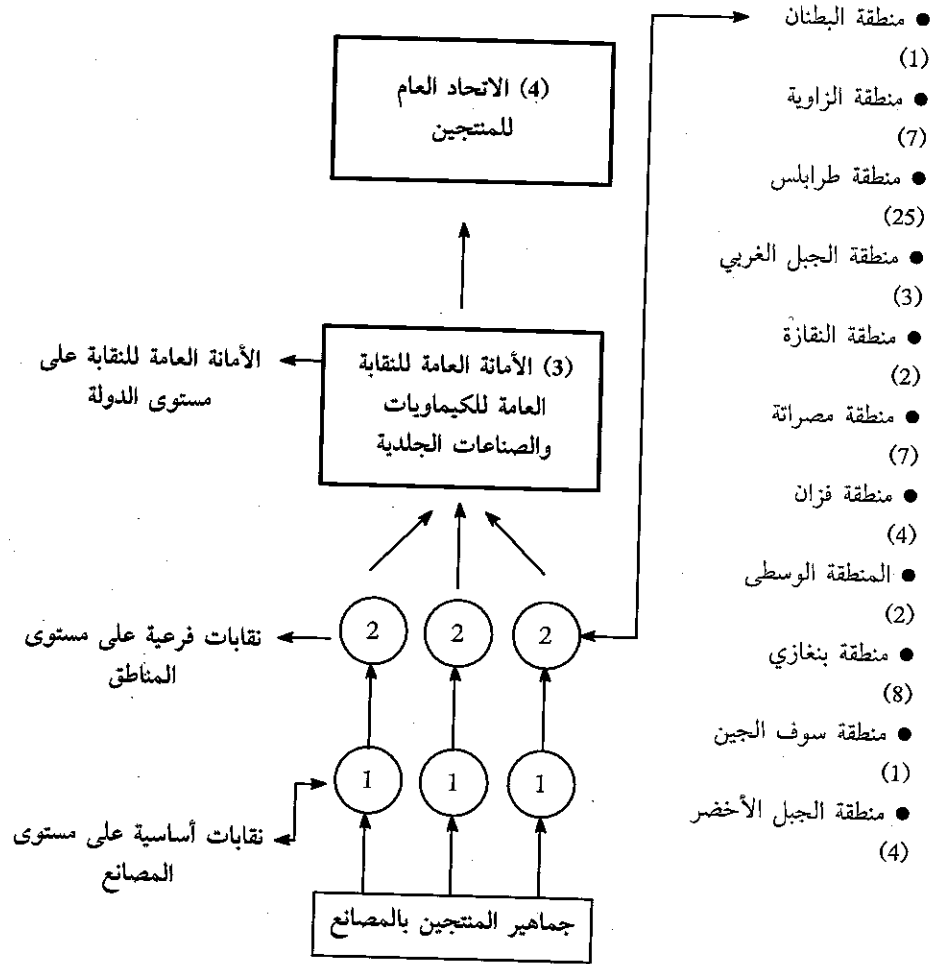 ● منطقة البطنان
(1)
● منطقة الزاوية
(7)
● منطقة طرابلس
(25)
● منطقة الجبل الغربي
(3)
● منطقة النقازة
(2)
● منطقة مصراتة
(7)
● منطقة فزان
(4)
● المنطقة الوسطى
(2)
● منطقة بنغازي
(8)
● منطقة سوف الجين
(1)
● منطقة الجبل الأخضر
(4)
(4) الاتحاد العام
للمنتجين
(3) الأمانة العامة للنقابة
العامة للكيماويات
والصناعات الجلدية
الأمانة العامة للنقابة على
مستوى الدولة
2 2 2
نقابات فرعية على مستوى
المناطق
1 1 1
نقابات أساسية على مستوى
المصانع
جماهير المنتجين بالمصانع